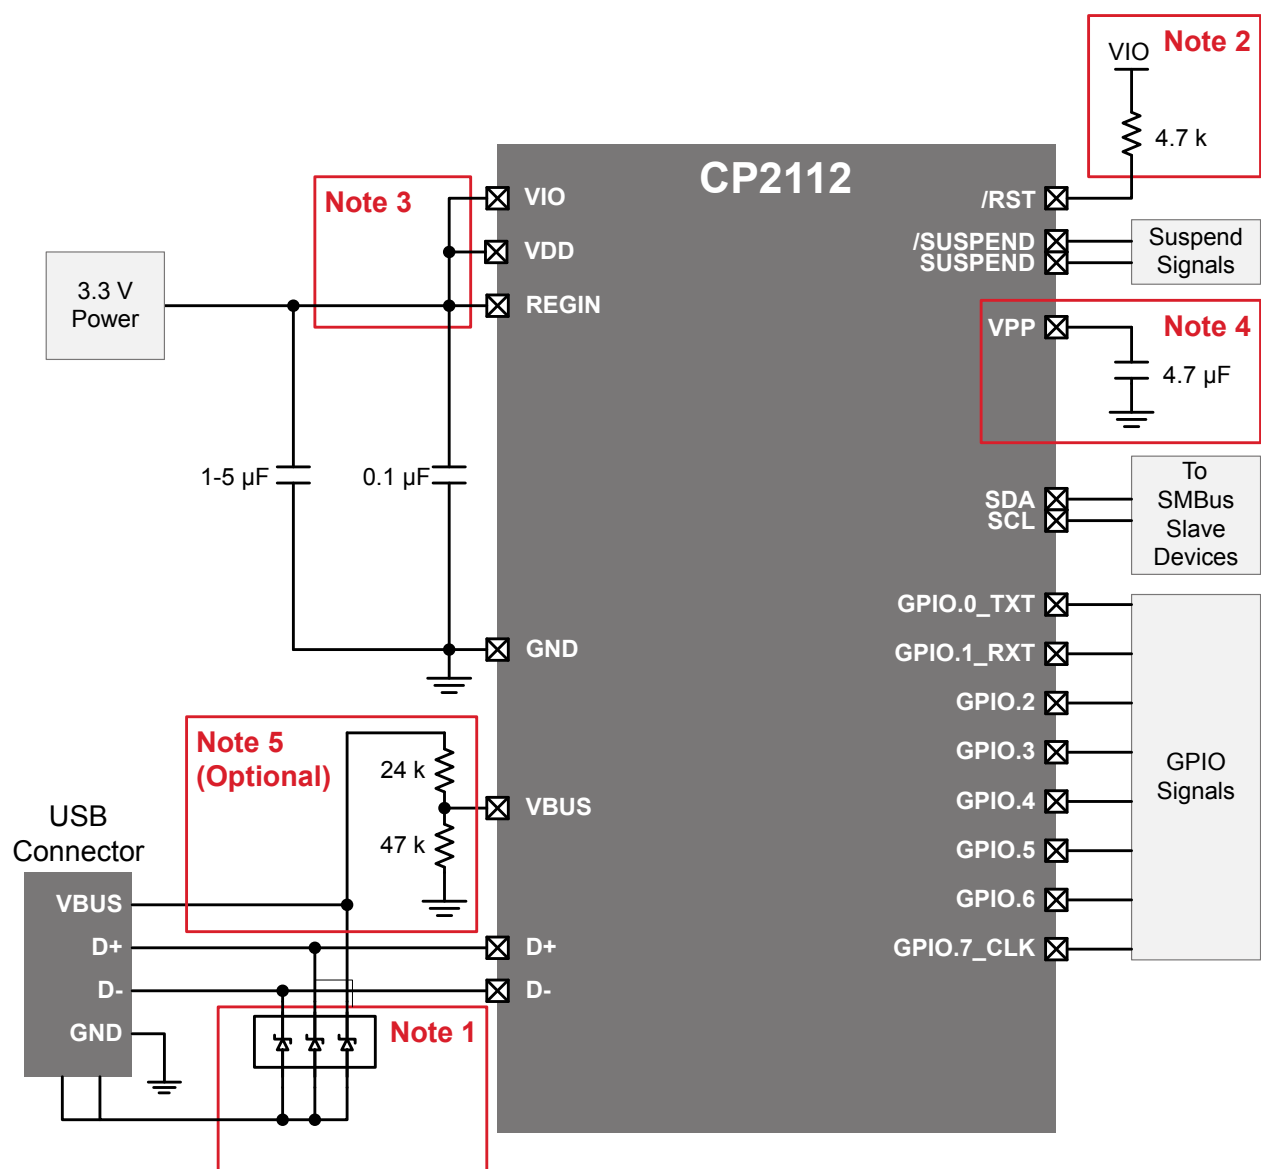 Note 2
VIO
4.7 k
CP2112
Note 3
VIO
VDD
REGIN
3.3 V
Power
/RST
/SUSPEND
SUSPEND
Suspend
Signals
VPP
Note 4
4.7 µF
1-5 µF
0.1 µF
SDA
SCL
To
SMBus
Slave
Devices
GND
GPIO.0_TXT
GPIO.1_RXT
GPIO.2
GPIO.3
GPIO.4
GPIO.5
GPIO.6
GPIO.7_CLK
GPIO
Signals
Note 5
(Optional)
24 k
47 k
VBUS
USB
Connector
VBUS
D+
D-
GND
D+
D-
Note 1